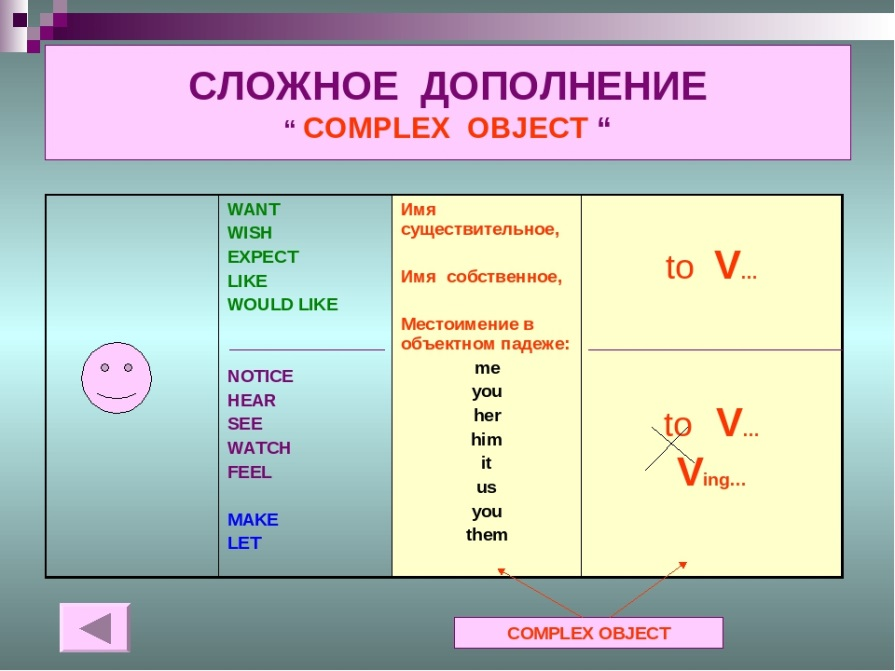 СЛОЖНОЕ ДОПОЛНЕНИЕ
“ COMPLEX OBJECT “
WANT
WISH
EXPECT
LIKE
WOULD LIKE
NOTICE
HEAR
SEE
WATCH
FEEL
MAKE
LET
Имя
существительное,
Имя собственное,
Местоимение в
объектном падеже:
me
you
her
him
it
us
you
them
to V...
to V...
Ving...
COMPLEX OBJECT